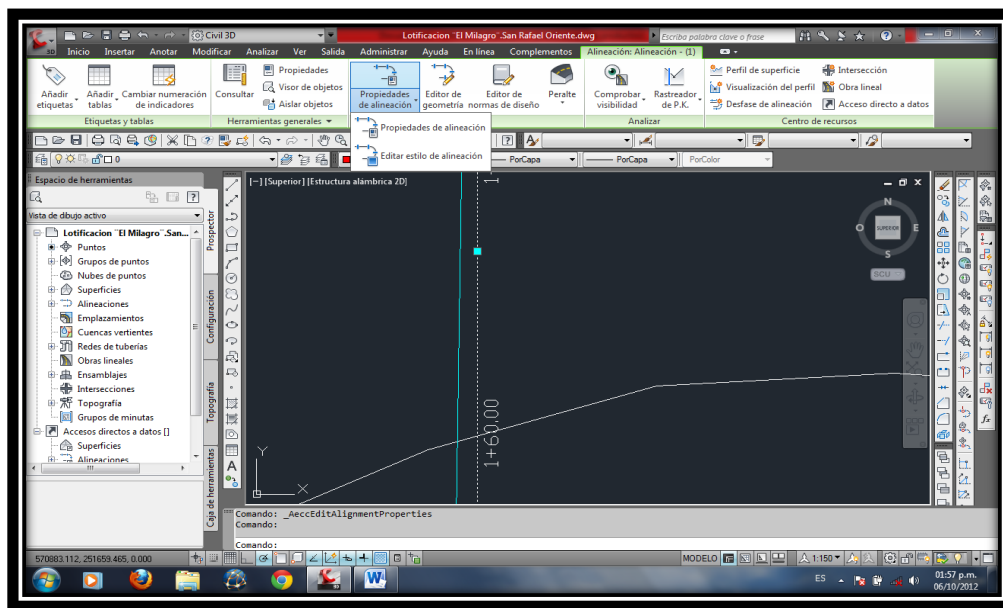 Civil 3D
Lotificacion ¨El Milagro¨.San Rafael Oriente.dwg
Escriba palabra clave o frase
3D
Inicio Insertar Anotar Modificar Analizar Ver Salida Administrar Ayuda En línea Complementos Alineación: Alineación - (1)
Añadir etiquetas
Añadir tablas
Cambiar numeración de indicadores
Etiquetas y tablas
Consultar
Propiedades
Visor de objetos
Aislar objetos
Herramientas generales
Propiedades de alineación
Editor de geometría
Editor de normas de diseño
Peralte
Comprobar visibilidad
Rastreador de P.K.
Analizar
Perfil de superficie
Visualización del perfil
Desfase de alineación
Intersección
Obra lineal
Acceso directo a datos
Centro de recursos
Propiedades de alineación
Editar estilo de alineación
0
PorCapa
PorCapa
PorColor
Espacio de herramientas
Vista de dibujo activo
Lotificacion ¨El Milagro¨.San...
Puntos
Grupos de puntos
Nubes de puntos
Superficies
Alineaciones
Emplazamientos
Cuencas vertientes
Redes de tuberías
Obras lineales
Ensamblajes
Intersecciones
Topografía
Grupos de minutas
Accesos directos a datos []
Superficies
Alineaciones
Prospector
Configuración
Topografía
Caja de herramientas
[−] [Superior] [Estructura alámbrica 2D]
N
O SUPERIOR E
S
SCU
1+60.00
Y
X
Comando: _AeccEditAlignmentProperties
Comando:
Comando:
570883.112, 251659.465, 0.000
MODELO
1:150
ES
01:57 p.m.
06/10/2012